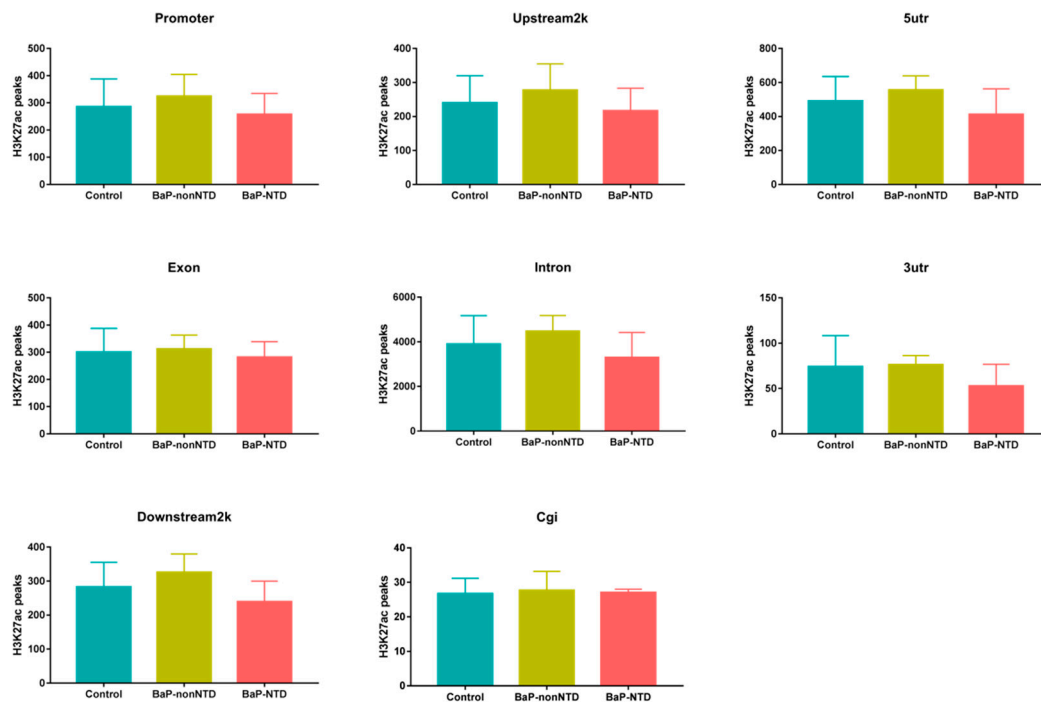 Promoter
H3K27ac peaks
500
400
300
200
100
0
Control BaP-nonNTD BaP-NTD
Upstream2k
H3K27ac peaks
400
300
200
100
0
Control BaP-nonNTD BaP-NTD
5utr
H3K27ac peaks
800
600
400
200
0
Control BaP-nonNTD BaP-NTD
Exon
H3K27ac peaks
500
400
300
200
100
0
Control BaP-nonNTD BaP-NTD
Intron
H3K27ac peaks
6000
4000
2000
0
Control BaP-nonNTD BaP-NTD
3utr
H3K27ac peaks
150
100
50
0
Control BaP-nonNTD BaP-NTD
Downstream2k
H3K27ac peaks
400
300
200
100
0
Control BaP-nonNTD BaP-NTD
Cgi
H3K27ac peaks
40
30
20
10
0
Control BaP-nonNTD BaP-NTD